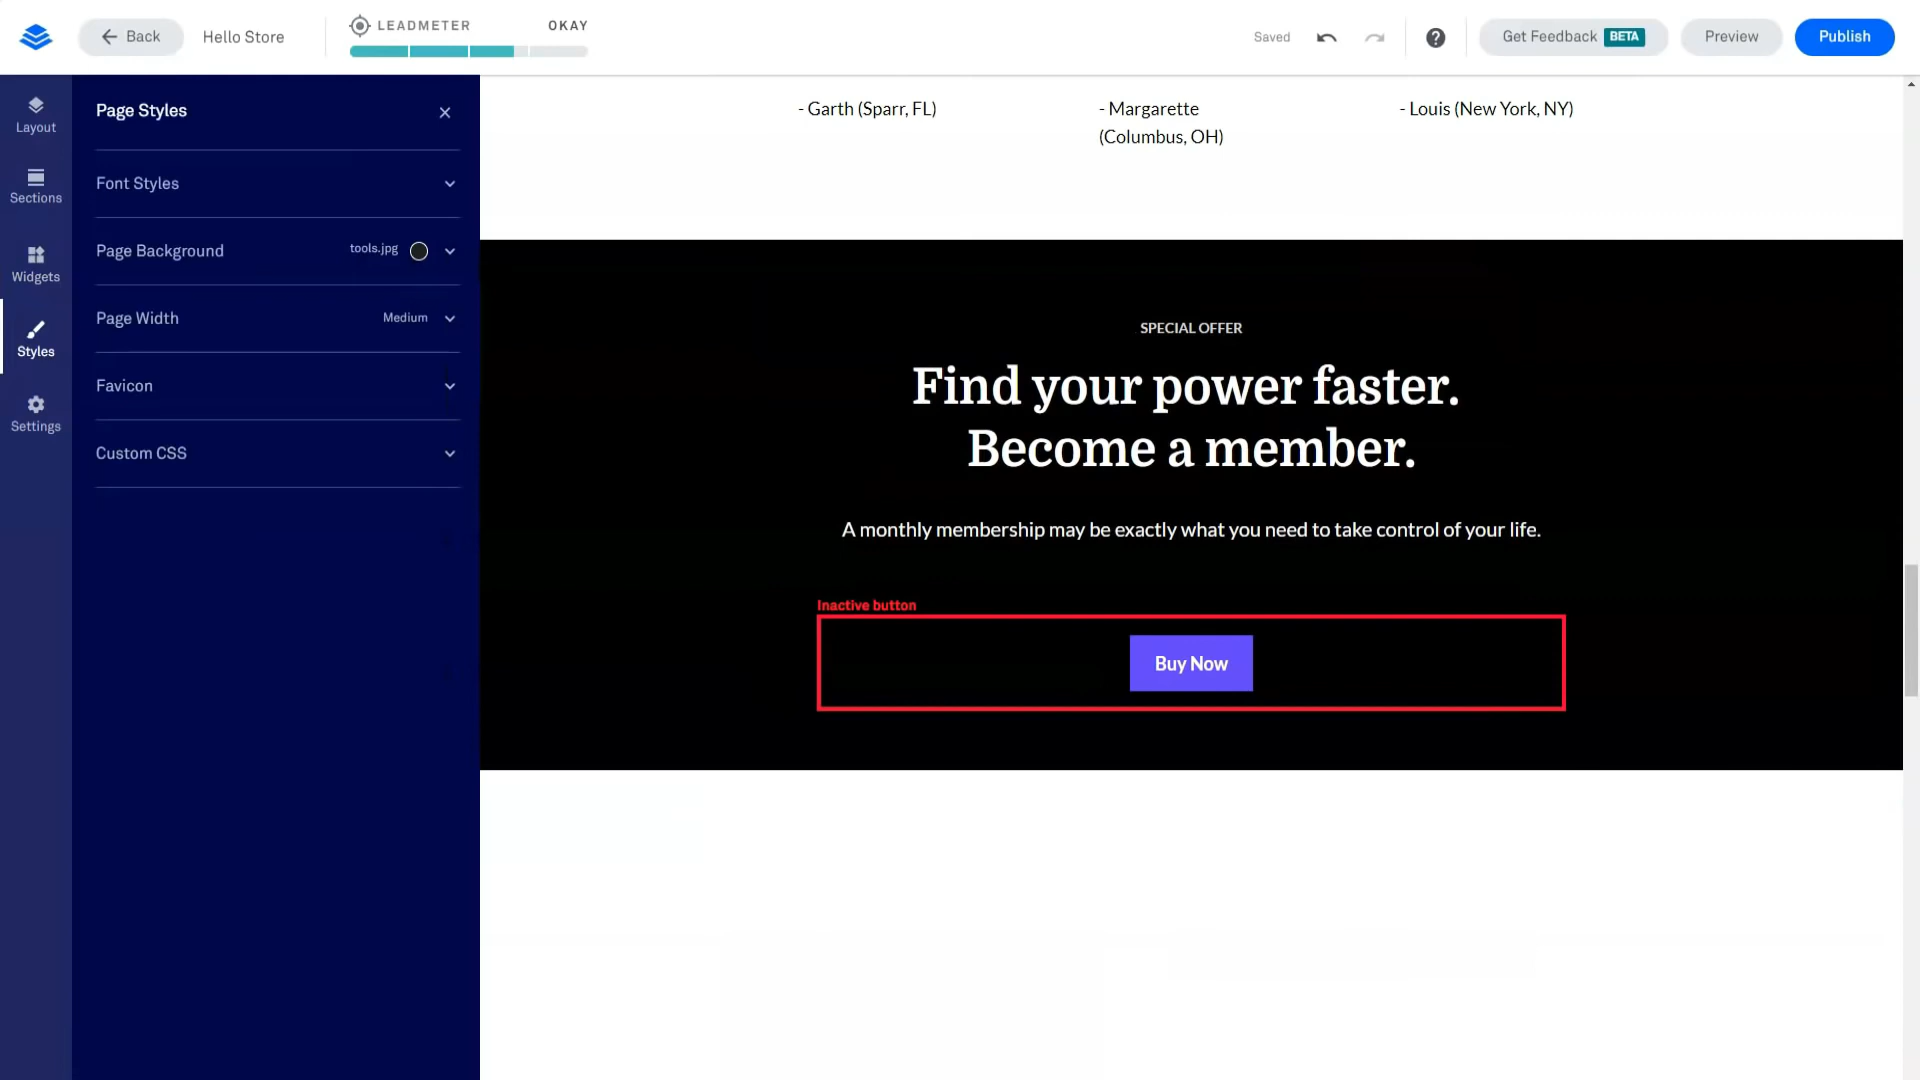 Back
Hello Store
LEADMETER
OKAY
Saved
?
Get Feedback BETA
Preview
Publish
Layout
Sections
Widgets
Styles
Settings
Page Styles
Font Styles
Page Background tools.jpg
Page Width Medium
Favicon
Custom CSS
- Garth (Sparr, FL)
- Margarette
(Columbus, OH)
- Louis (New York, NY)
SPECIAL OFFER
Find your power faster.
Become a member.
A monthly membership may be exactly what you need to take control of your life.
Inactive button
Buy Now